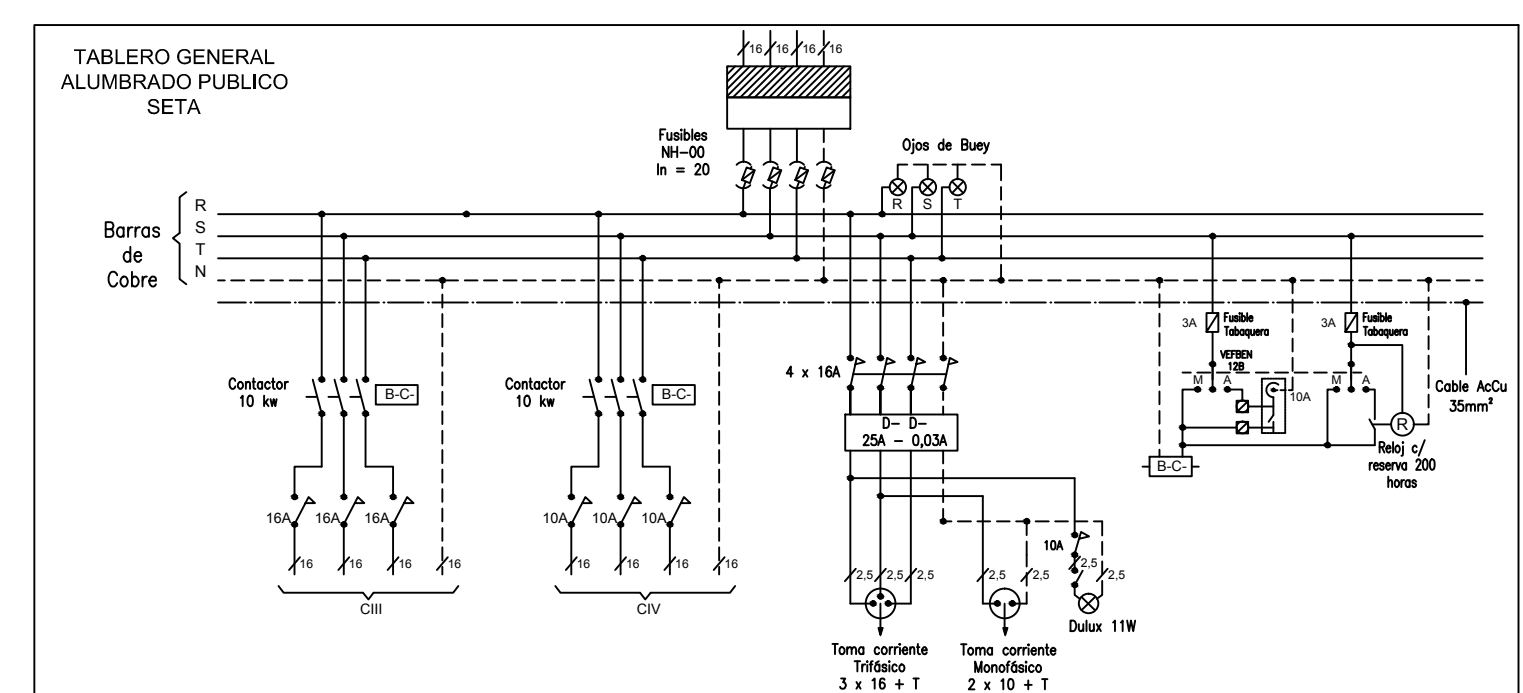 TABLERO GENERAL
ALUMBRADO PUBLICO
SETA
16 16 16 16
Fusibles
NH-00
In = 20
Ojos de Buey
R S T
Barras
de
Cobre
R
S
T
N
3A
Fusible
Tabaquera
3A
Fusible
Tabaquera
VEFBEN
12B
M A
10A
M A
R
Cable AcCu
35mm²
Reloj c/
reserva 200
horas
B-C-
Contactor
10 kw
B-C-
Contactor
10 kw
B-C-
4 x 16A
D- D-
25A - 0,03A
16A 16A 16A
10A 10A 10A
10A
2,5
16 16 16 16
16 16 16 16
2,5 2,5 2,5
2,5 2,5
2,5
CIII
CIV
Dulux 11W
Toma corriente
Trifásico
3 x 16 + T
Toma corriente
Monofásico
2 x 10 + T